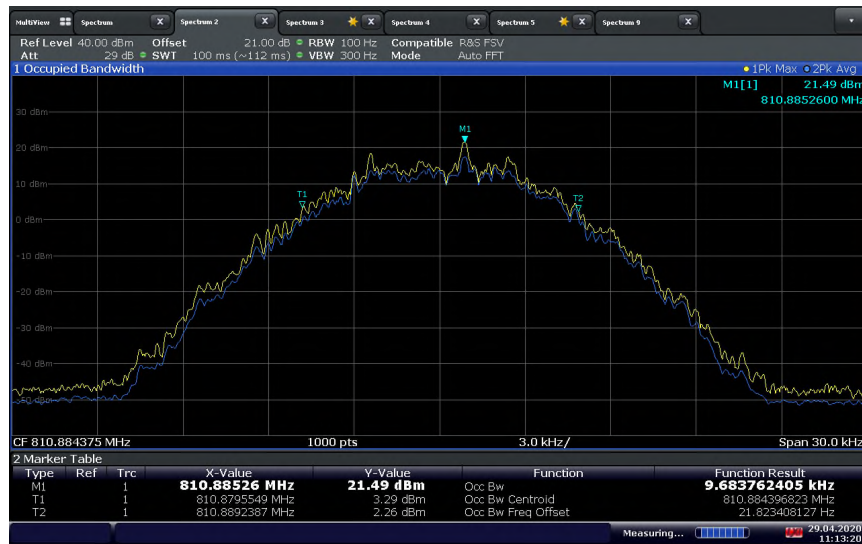 MultiView Spectrum X Spectrum 2 X Spectrum 3 X Spectrum 4 X Spectrum 5 X Spectrum 9 X
Ref Level 40.00 dBm Offset 21.00 dB RBW 100 Hz Compatible R&S FSV
Att 29 dB SWT 100 ms (~112 ms) VBW 300 Hz Mode Auto FFT
1 Occupied Bandwidth 1Pk Max 2Pk Avg
M1[1] 21.49 dBm
810.8852600 MHz
30 dBm
M1
20 dBm
10 dBm
T1
T2
0 dBm
-10 dBm
-20 dBm
-30 dBm
-40 dBm
-50 dBm
CF 810.884375 MHz 1000 pts 3.0 kHz/ Span 30.0 kHz
2 Marker Table
Type Ref Trc X-Value Y-Value Function Function Result
M1 1 810.88526 MHz 21.49 dBm Occ Bw 9.683762405 kHz
T1 1 810.8795549 MHz 3.29 dBm Occ Bw Centroid 810.884396823 MHz
T2 1 810.8892387 MHz 2.26 dBm Occ Bw Freq Offset 21.823408127 Hz
Measuring... 29.04.2020
11:13:20